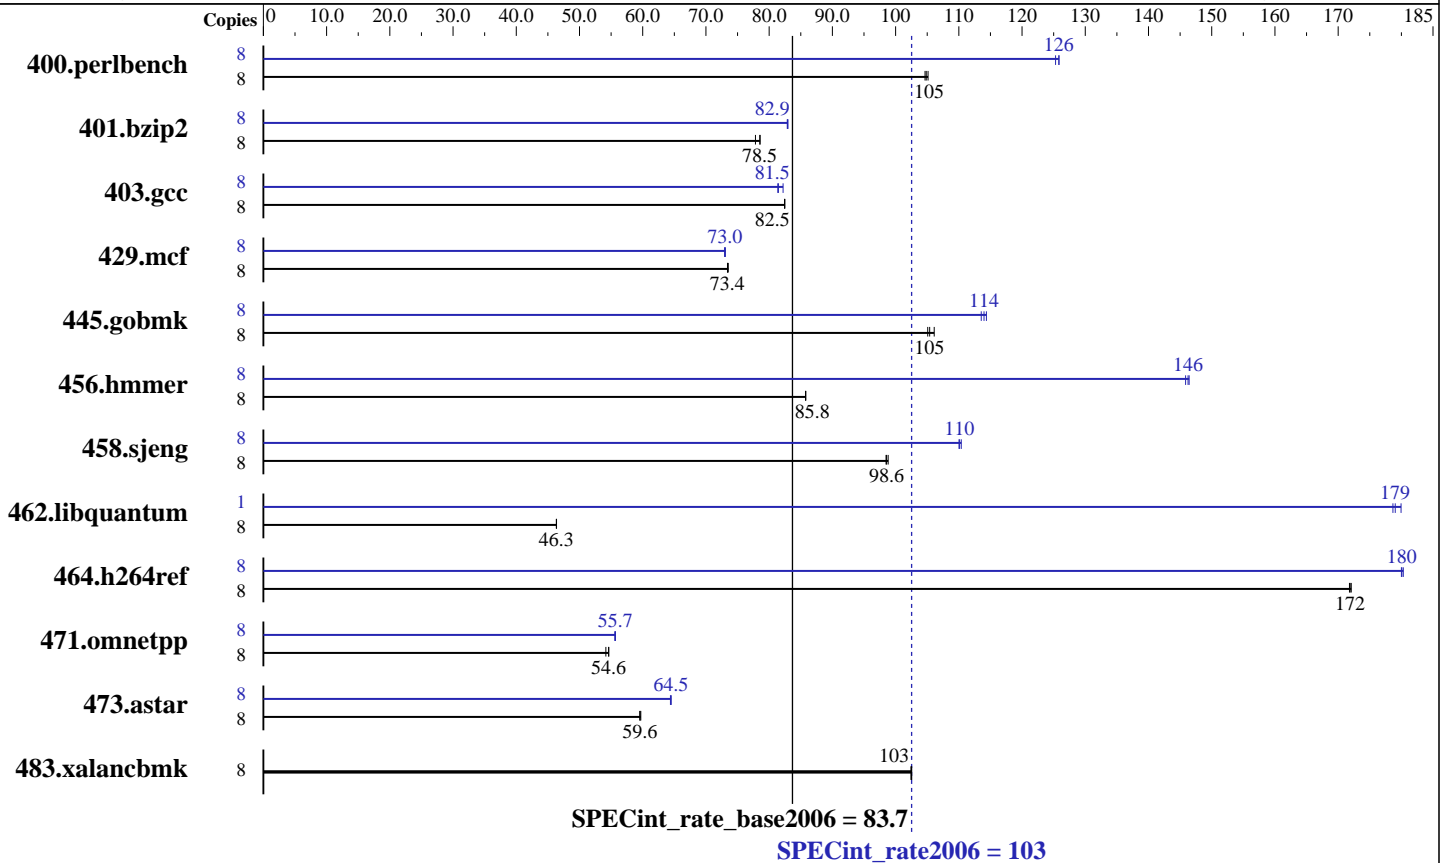 Copies 0 10.0 20.0 30.0 40.0 50.0 60.0 70.0 80.0 90.0 100 110 120 130 140 150 160 170 185
400.perlbench 8 126
8 105
401.bzip2 8 82.9
8 78.5
403.gcc 8 81.5
8 82.5
429.mcf 8 73.0
8 73.4
445.gobmk 8 114
8 105
456.hmmer 8 146
8 85.8
458.sjeng 8 110
8 98.6
462.libquantum 1 179
8 46.3
464.h264ref 8 180
8 172
471.omnetpp 8 55.7
8 54.6
473.astar 8 64.5
8 59.6
483.xalancbmk 8 103
SPECint_rate_base2006 = 83.7
SPECint_rate2006 = 103